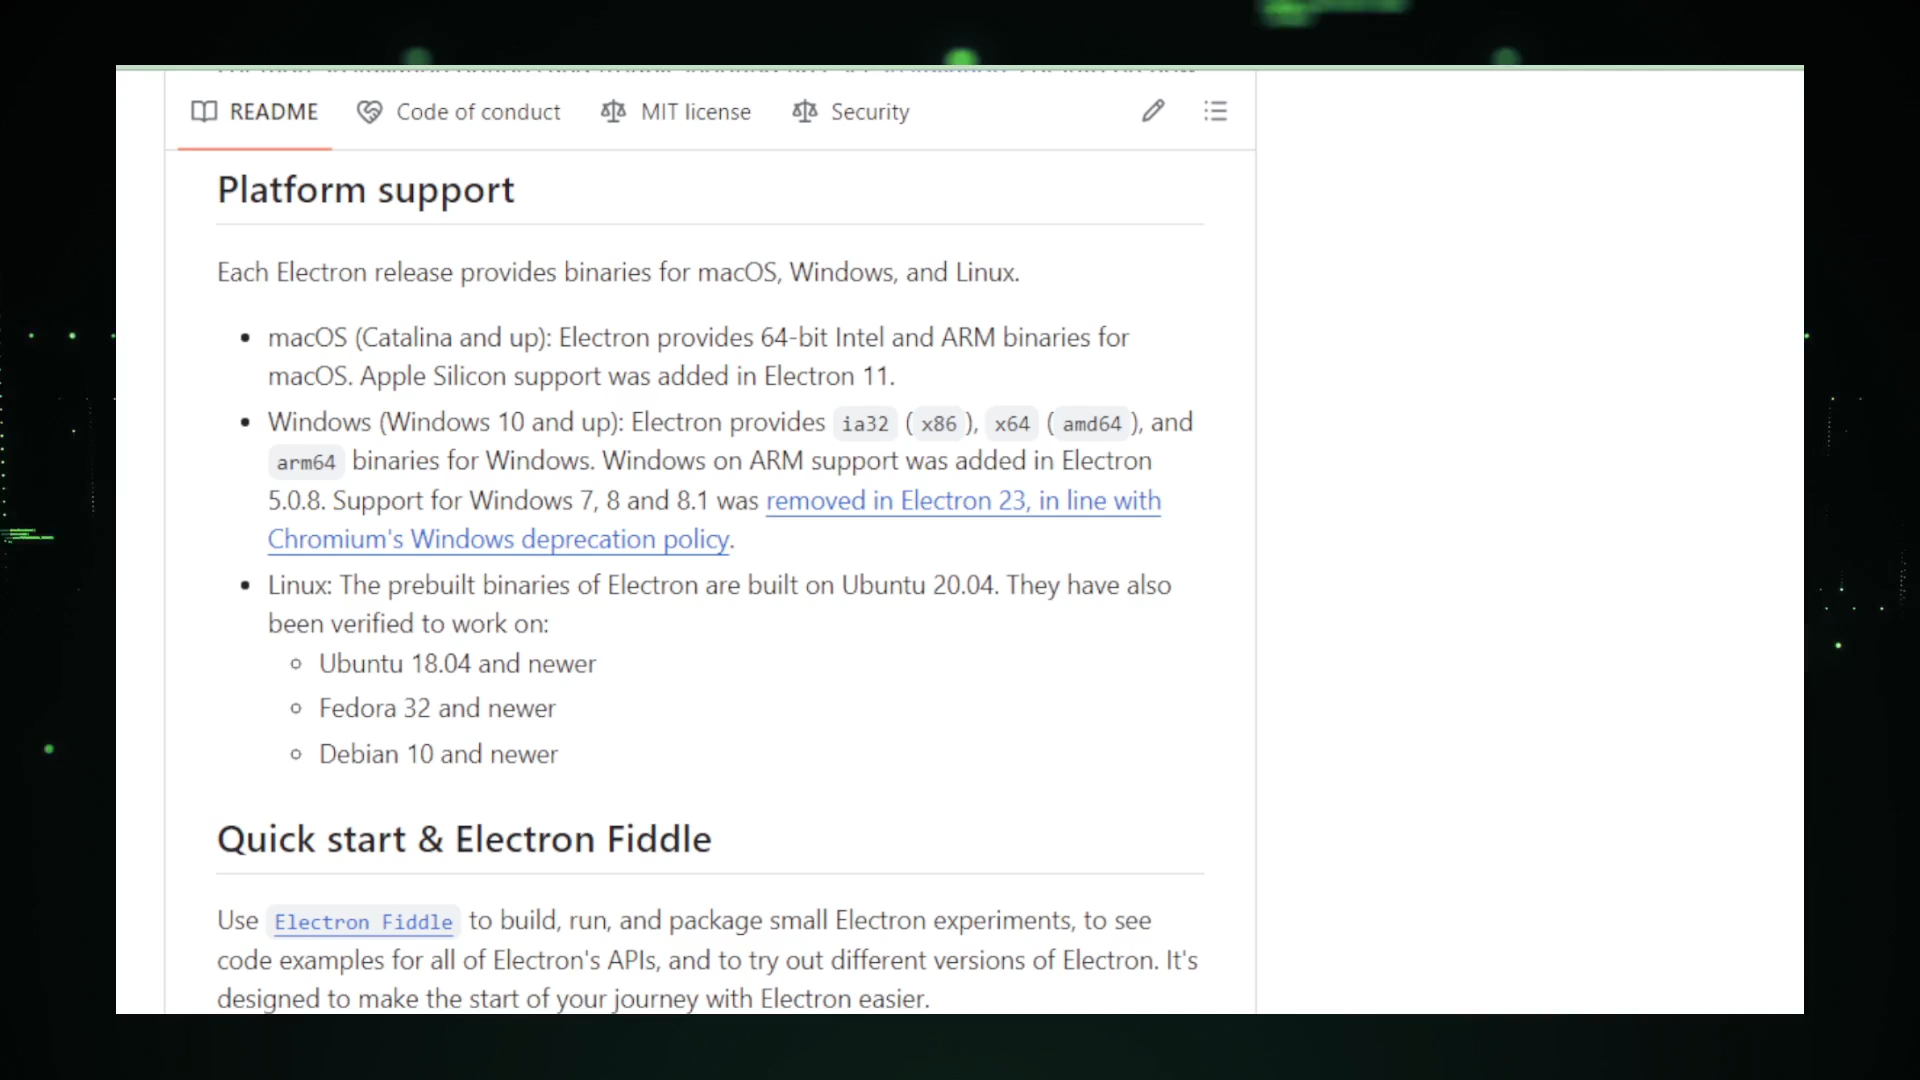 README Code of conduct MIT license Security
Platform support
Each Electron release provides binaries for macOS, Windows, and Linux.
• macOS (Catalina and up): Electron provides 64-bit Intel and ARM binaries for
macOS. Apple Silicon support was added in Electron 11.
• Windows (Windows 10 and up): Electron provides ia32 (x86), x64 (amd64), and
arm64 binaries for Windows. Windows on ARM support was added in Electron
5.0.8. Support for Windows 7, 8 and 8.1 was removed in Electron 23, in line with
Chromium's Windows deprecation policy.
• Linux: The prebuilt binaries of Electron are built on Ubuntu 20.04. They have also
been verified to work on:
◦ Ubuntu 18.04 and newer
◦ Fedora 32 and newer
◦ Debian 10 and newer
Quick start & Electron Fiddle
Use Electron Fiddle to build, run, and package small Electron experiments, to see
code examples for all of Electron's APIs, and to try out different versions of Electron. It's
designed to make the start of your journey with Electron easier.